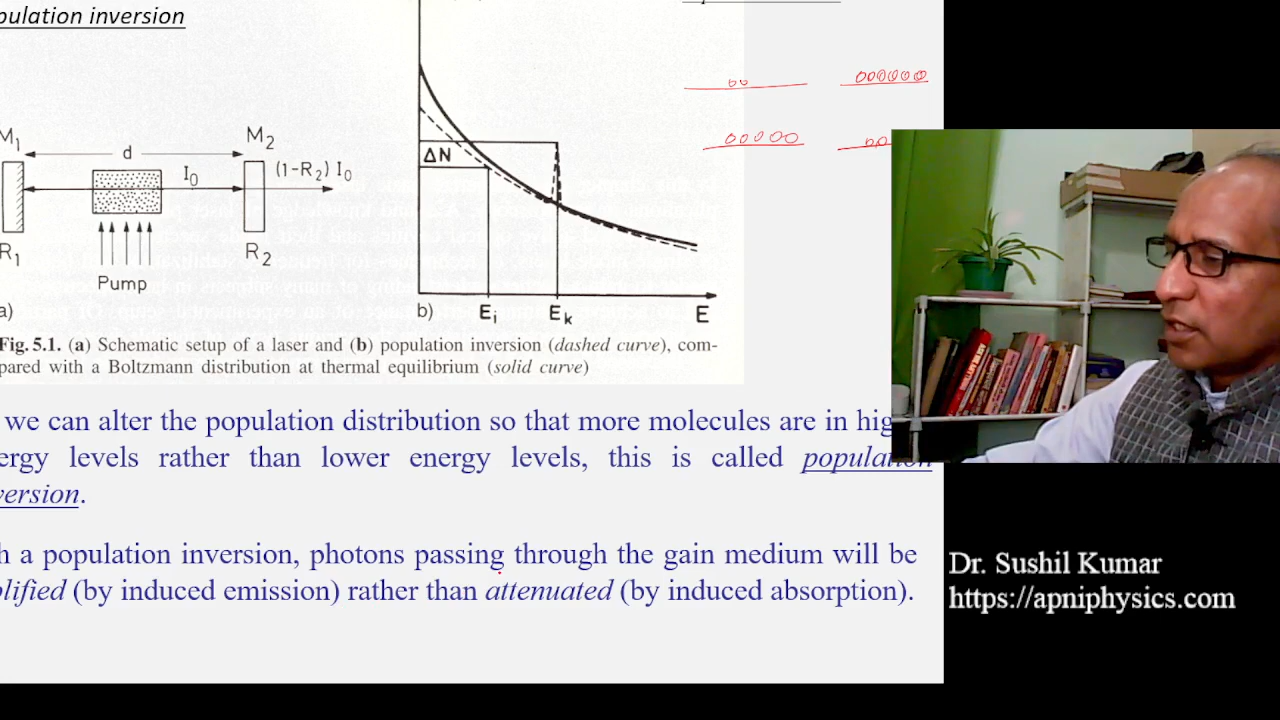 pulation inversion
M1
d
M2
I0
(1-R2) I0
R1
R2
Pump
a)
ΔN
b)
Ei
Ek
E
Fig. 5.1. (a) Schematic setup of a laser and (b) population inversion (dashed curve), com-
pared with a Boltzmann distribution at thermal equilibrium (solid curve)
we can alter the population distribution so that more molecules are in hig
ergy levels rather than lower energy levels, this is called population
version.
h a population inversion, photons passing through the gain medium will be
plified (by induced emission) rather than attenuated (by induced absorption).
Dr. Sushil Kumar
https://apniphysics.com